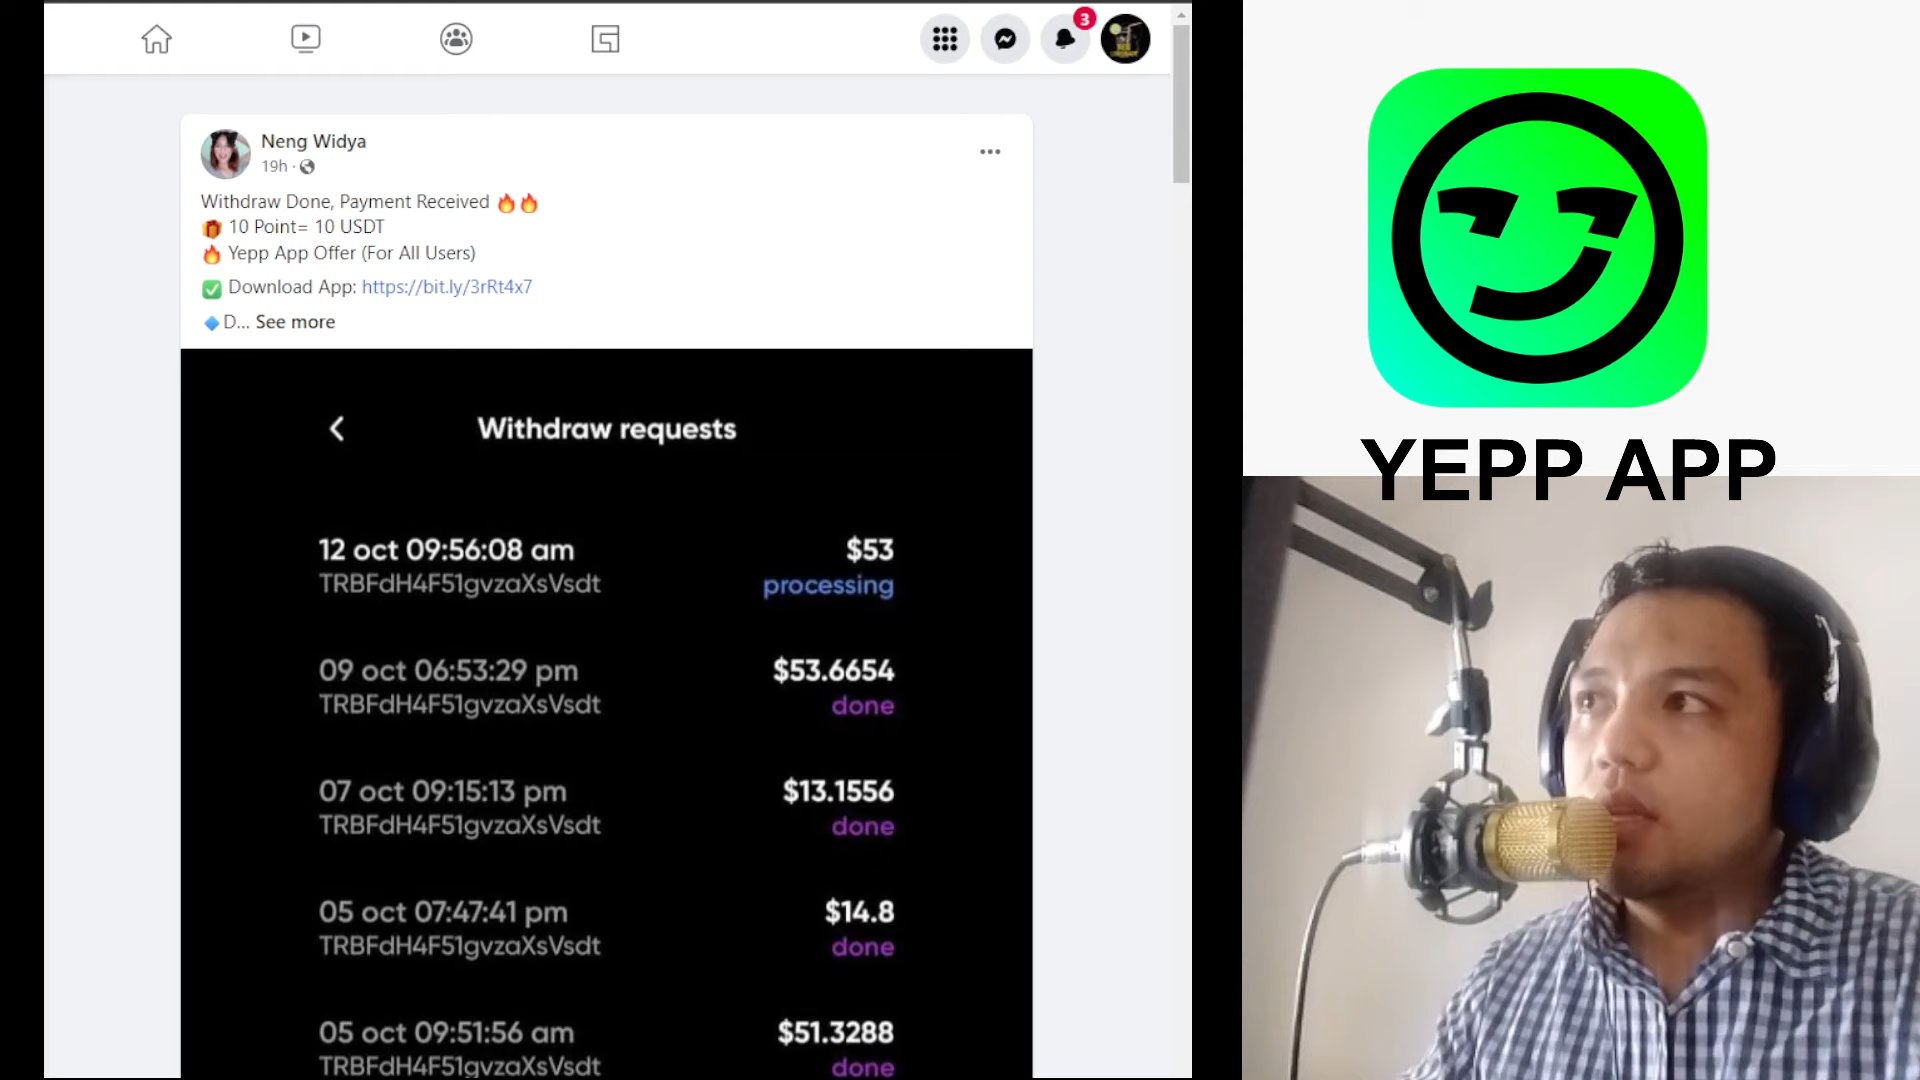 3
Neng Widya
19h ·
Withdraw Done, Payment Received 🔥🔥
🎁 10 Point= 10 USDT
🔥 Yepp App Offer (For All Users)
✅ Download App: https://bit.ly/3rRt4x7
🔷 D... See more
Withdraw requests
12 oct 09:56:08 am $53
TRBFdH4F51gvzaXsVsdt processing
09 oct 06:53:29 pm $53.6654
TRBFdH4F51gvzaXsVsdt done
07 oct 09:15:13 pm $13.1556
TRBFdH4F51gvzaXsVsdt done
05 oct 07:47:41 pm $14.8
TRBFdH4F51gvzaXsVsdt done
05 oct 09:51:56 am $51.3288
TRBFdH4F51gvzaXsVsdt done
YEPP APP